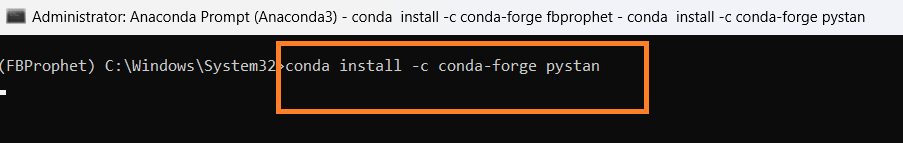 Administrator: Anaconda Prompt (Anaconda3) - conda  install -c conda-forge fbprophet - conda  install -c conda-forge pystan
(FBProphet) C:\Windows\System32>conda install -c conda-forge pystan